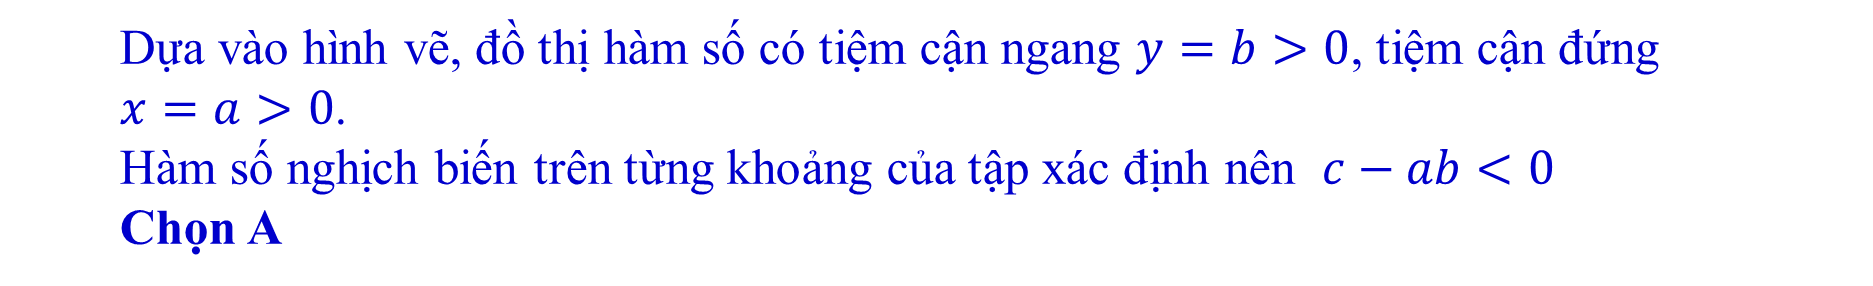 Dựa vào hình vẽ, đồ thị hàm số có tiệm cận ngang y = b > 0, tiệm cận đứng
x = a > 0.
Hàm số nghịch biến trên từng khoảng của tập xác định nên c − ab < 0
Chọn A